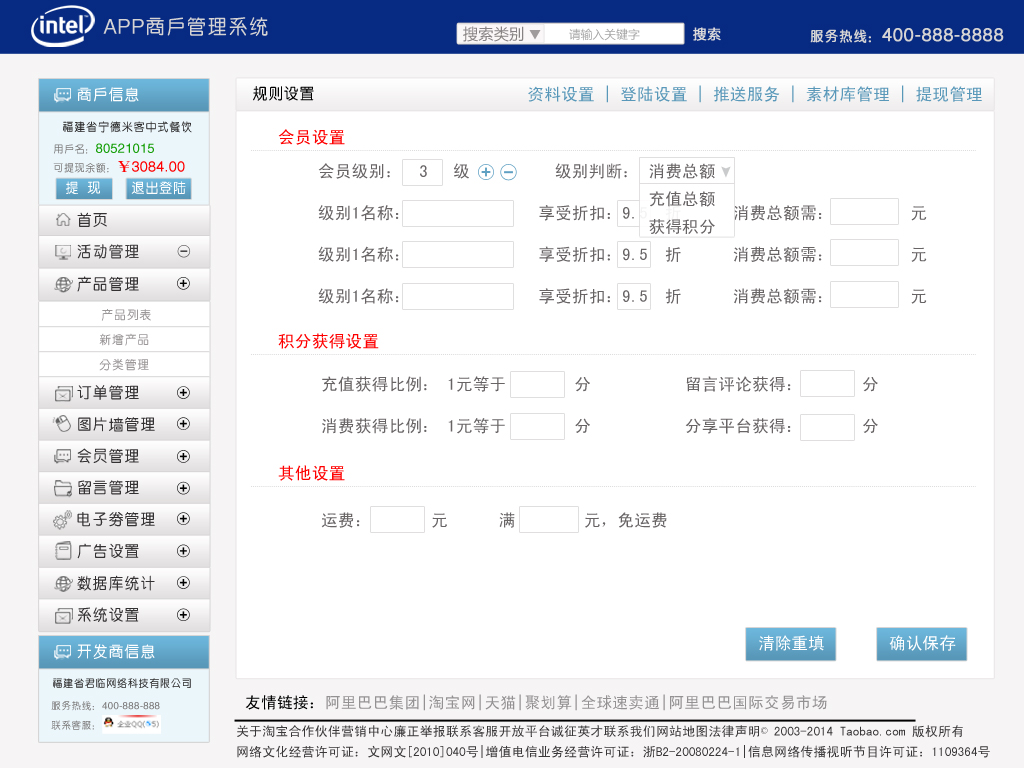 intel APP商戶管理系统 搜索类别▼ 请输入关键字 搜索 服务热线: 400-888-8888
商戶信息
福建省宁德米客中式餐饮
用戶名: 80521015
可提现余额: ¥3084.00
提 现 退出登陆
首页
活动管理
产品管理
产品列表
新增产品
分类管理
订单管理
图片墙管理
会员管理
留言管理
电子券管理
广告设置
数据库统计
系统设置
开发商信息
福建省君临网络科技有限公司
服务热线: 400-888-888
联系客服: 企业QQ
规则设置 资料设置 | 登陆设置 | 推送服务 | 素材库管理 | 提现管理
会员设置
会员级别: 3 级 级别判断: 消费总额
充值总额
获得积分
级别1名称: 享受折扣: 9. 消费总额需: 元
级别1名称: 享受折扣: 9.5 折 消费总额需: 元
级别1名称: 享受折扣: 9.5 折 消费总额需: 元
积分获得设置
充值获得比例: 1元等于 分 留言评论获得: 分
消费获得比例: 1元等于 分 分享平台获得: 分
其他设置
运费: 元 满 元, 免运费
清除重填 确认保存
友情链接: 阿里巴巴集团|淘宝网|天猫|聚划算|全球速卖通|阿里巴巴国际交易市场
关于淘宝合作伙伴营销中心廉正举报联系客服开放平台诚征英才联系我们网站地图法律声明© 2003-2014 Taobao.com 版权所有
网络文化经营许可证: 文网文[2010]040号|增值电信业务经营许可证: 浙B2-20080224-1|信息网络传播视听节目许可证: 1109364号